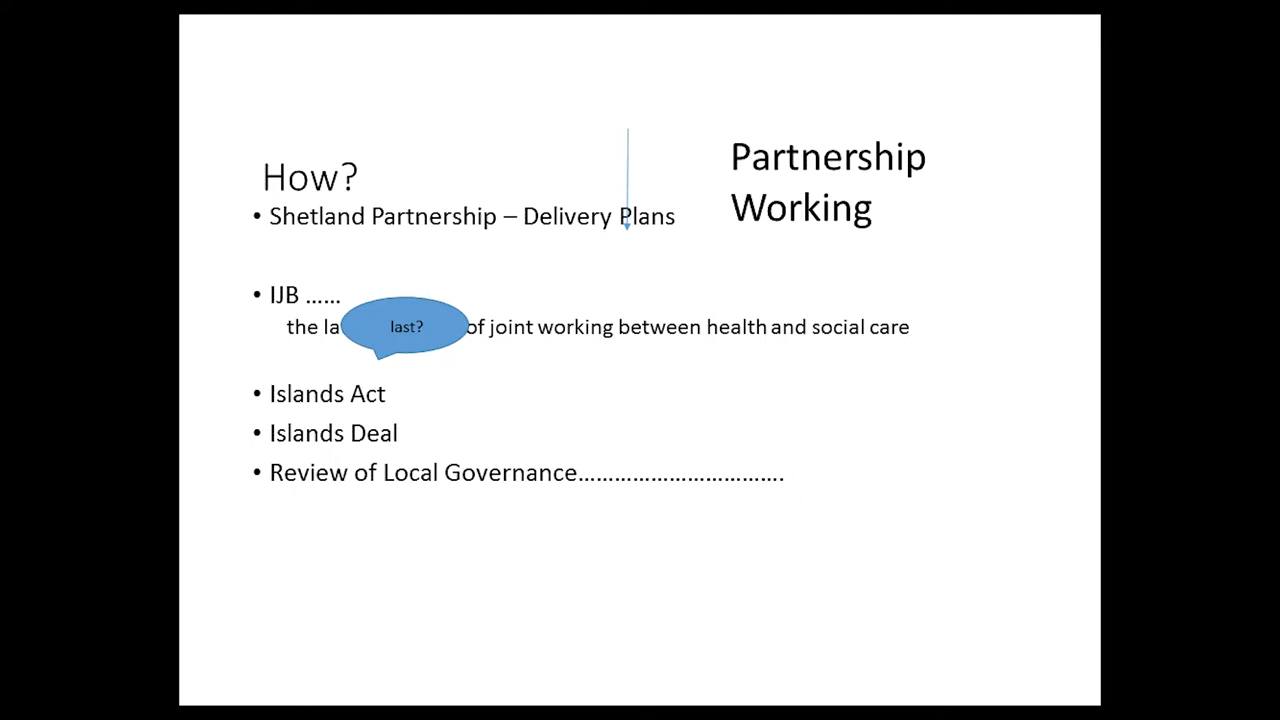 How?
Partnership
Working
• Shetland Partnership – Delivery Plans
• IJB ……
the la last? of joint working between health and social care
• Islands Act
• Islands Deal
• Review of Local Governance…………………………….